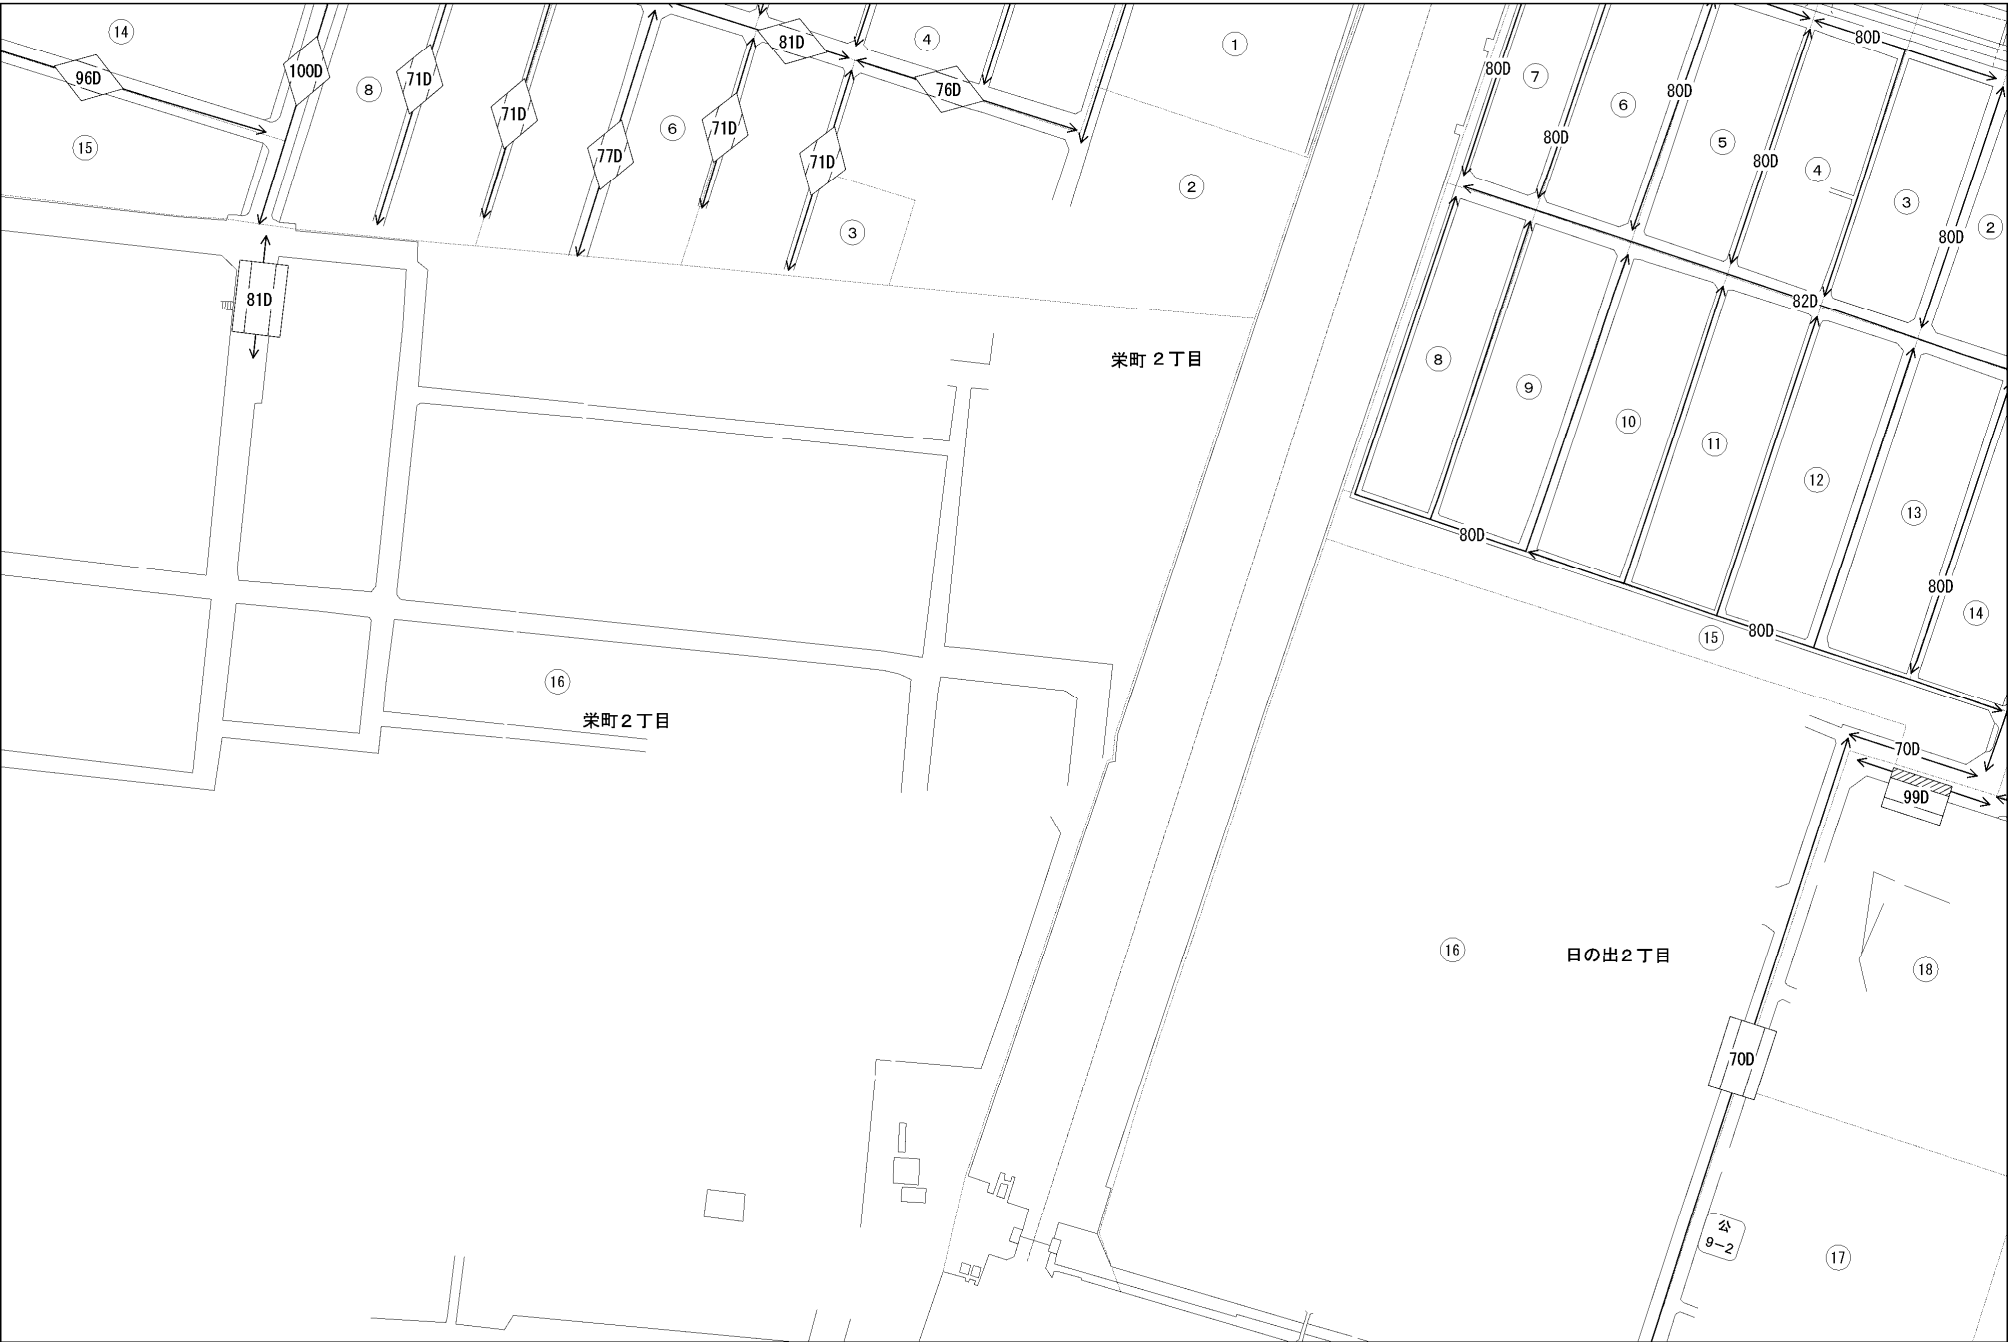 ⑭
96D
100D
⑧
71D
71D
77D
⑥
71D
81D
71D
④
76D
①
②
③
⑮
81D
栄町2丁目
⑯
栄町2丁目
80D
⑦
80D
⑥
80D
⑤
80D
④
80D
③
80D
②
82D
⑧
⑨
⑩
⑪
⑫
⑬
80D
⑭
80D
80D
⑮
70D
99D
⑯
日の出2丁目
⑱
70D
公
9-2
⑰